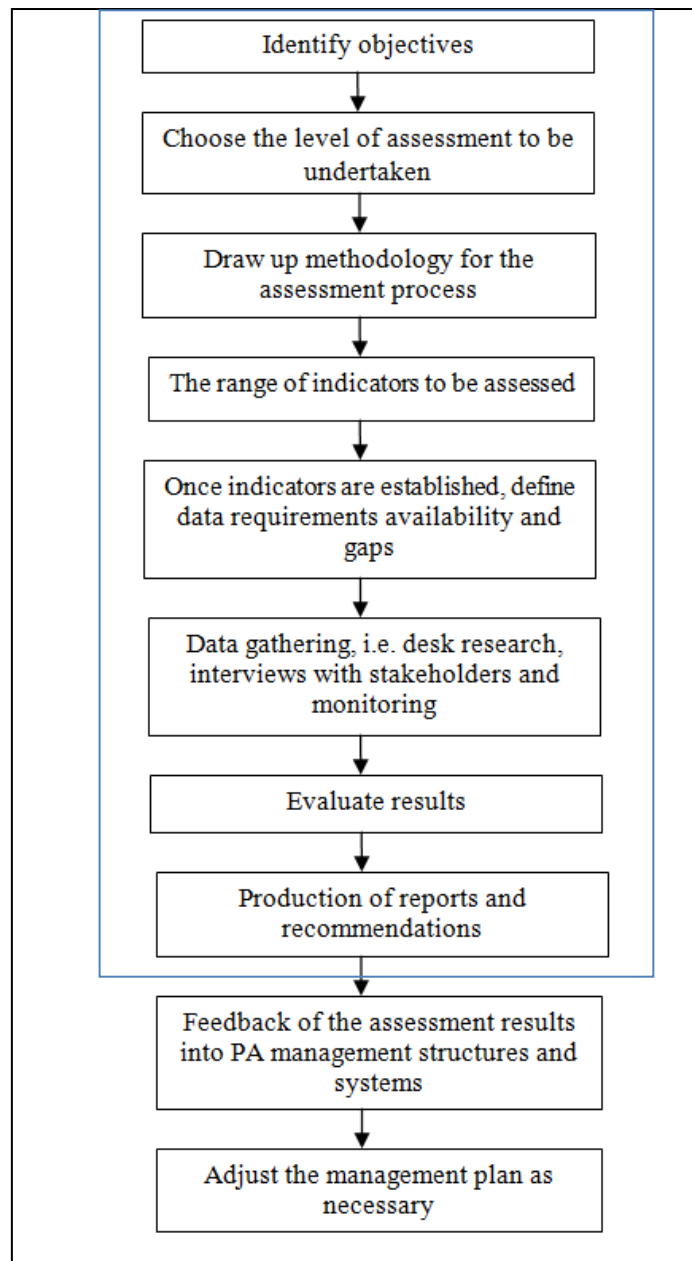 Identify objectives
Choose the level of assessment to be
undertaken
Draw up methodology for the
assessment process
The range of indicators to be assessed
Once indicators are established, define
data requirements availability and
gaps
Data gathering, i.e. desk research,
interviews with stakeholders and
monitoring
Evaluate results
Production of reports and
recommendations
Feedback of the assessment results
into PA management structures and
systems
Adjust the management plan as
necessary